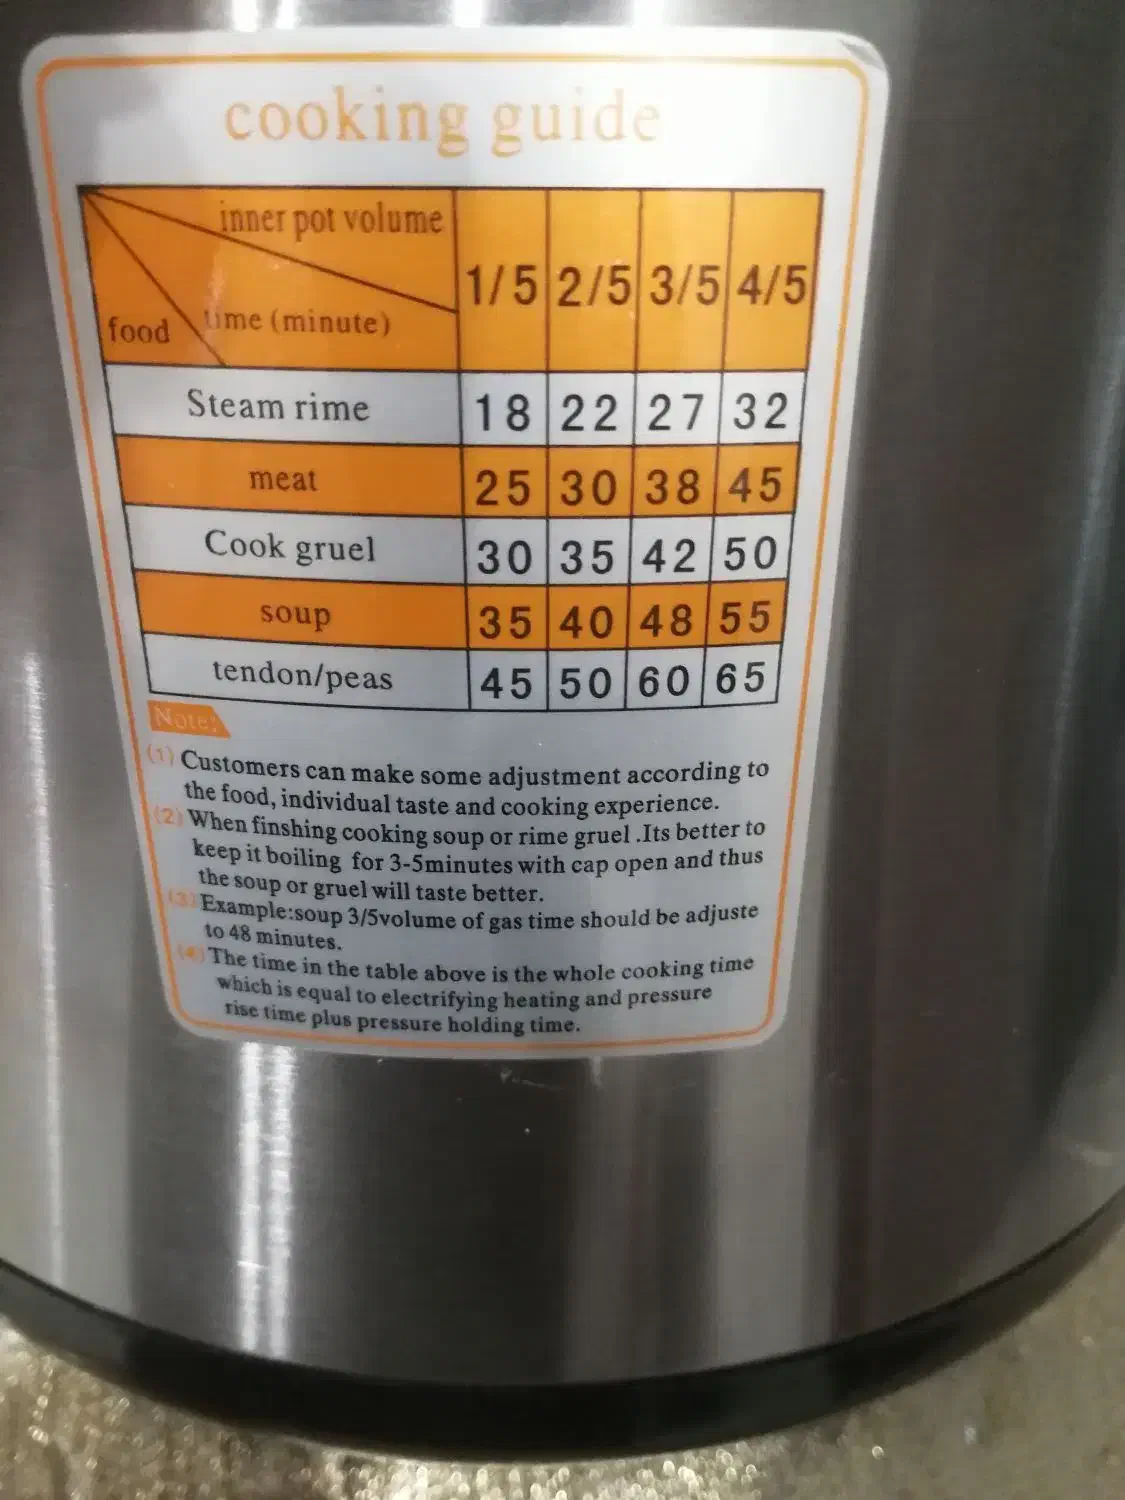 cooking guide
inner pot volume
time (minute)
food
1/5 2/5 3/5 4/5
Steam rime 18 22 27 32
meat 25 30 38 45
Cook gruel 30 35 42 50
soup 35 40 48 55
tendon/peas 45 50 60 65
Note:
(1) Customers can make some adjustment according to
the food, individual taste and cooking experience.
(2) When finshing cooking soup or rime gruel .Its better to
keep it boiling for 3-5minutes with cap open and thus
the soup or gruel will taste better.
(3) Example:soup 3/5volume of gas time should be adjuste
to 48 minutes.
(4) The time in the table above is the whole cooking time
which is equal to electrifying heating and pressure
rise time plus pressure holding time.